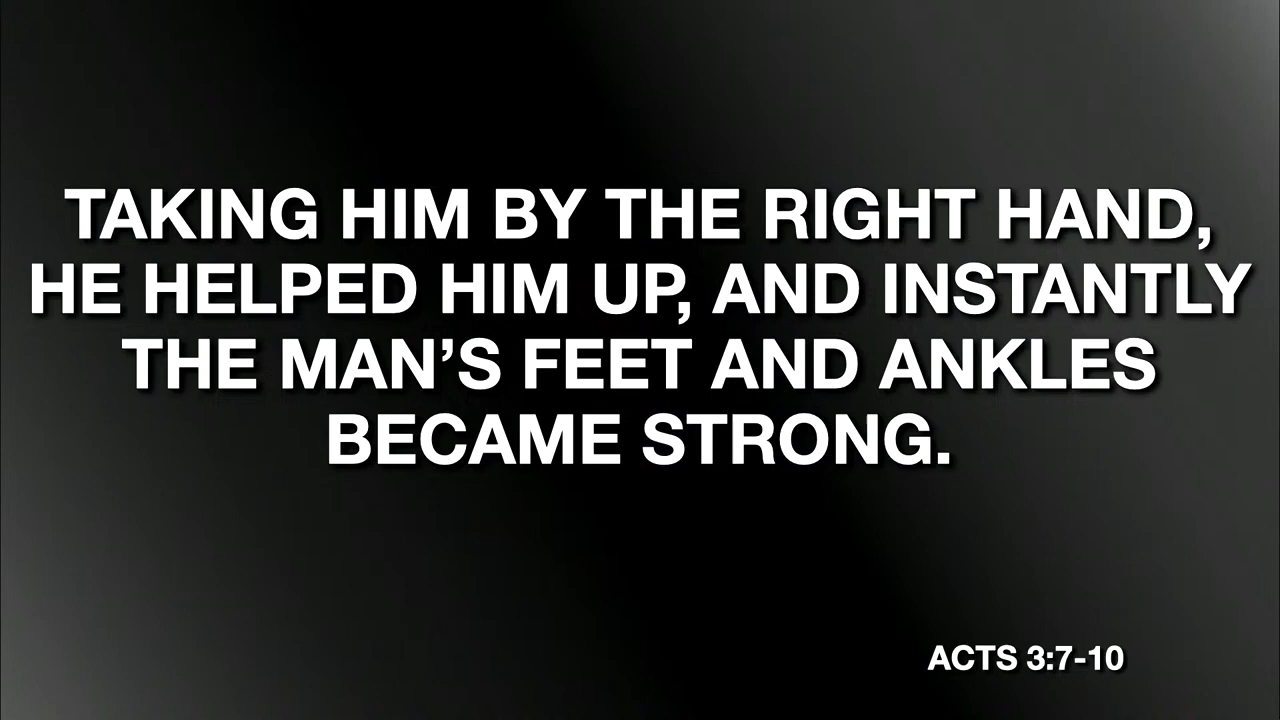 TAKING HIM BY THE RIGHT HAND,
HE HELPED HIM UP, AND INSTANTLY
THE MAN’S FEET AND ANKLES
BECAME STRONG.
ACTS 3:7-10